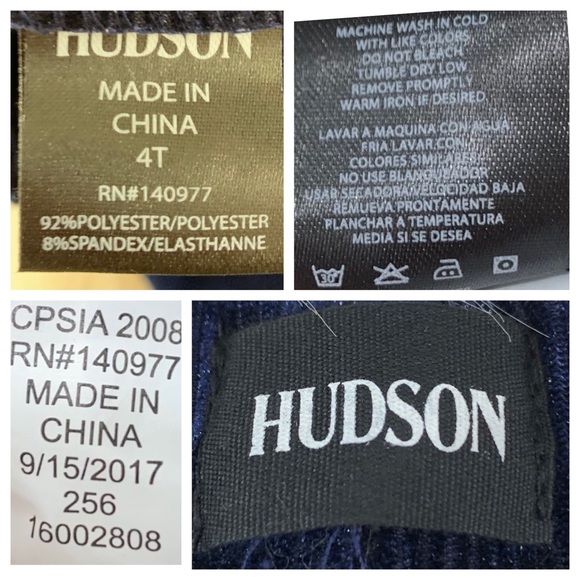 HUDSON
MADE IN
CHINA
4T
RN#140977
92%POLYESTER/POLYESTER
8%SPANDEX/ELASTHANNE
MACHINE WASH IN COLD
WITH LIKE COLORS
DO NOT BLEACH
TUMBLE DRY LOW
REMOVE PROMPTLY
WARM IRON IF DESIRED
LAVAR A MAQUINA CON AGUA
FRIA LAVAR CON
COLORES SIMILARES
NO USE BLANQUEADOR
USAR SECADORA VELOCIDAD BAJA
REMUEVA PRONTAMENTE
PLANCHAR A TEMPERATURA
MEDIA SI SE DESEA
30°
CPSIA 2008
RN#140977
MADE IN
CHINA
9/15/2017
256
16002808
HUDSON